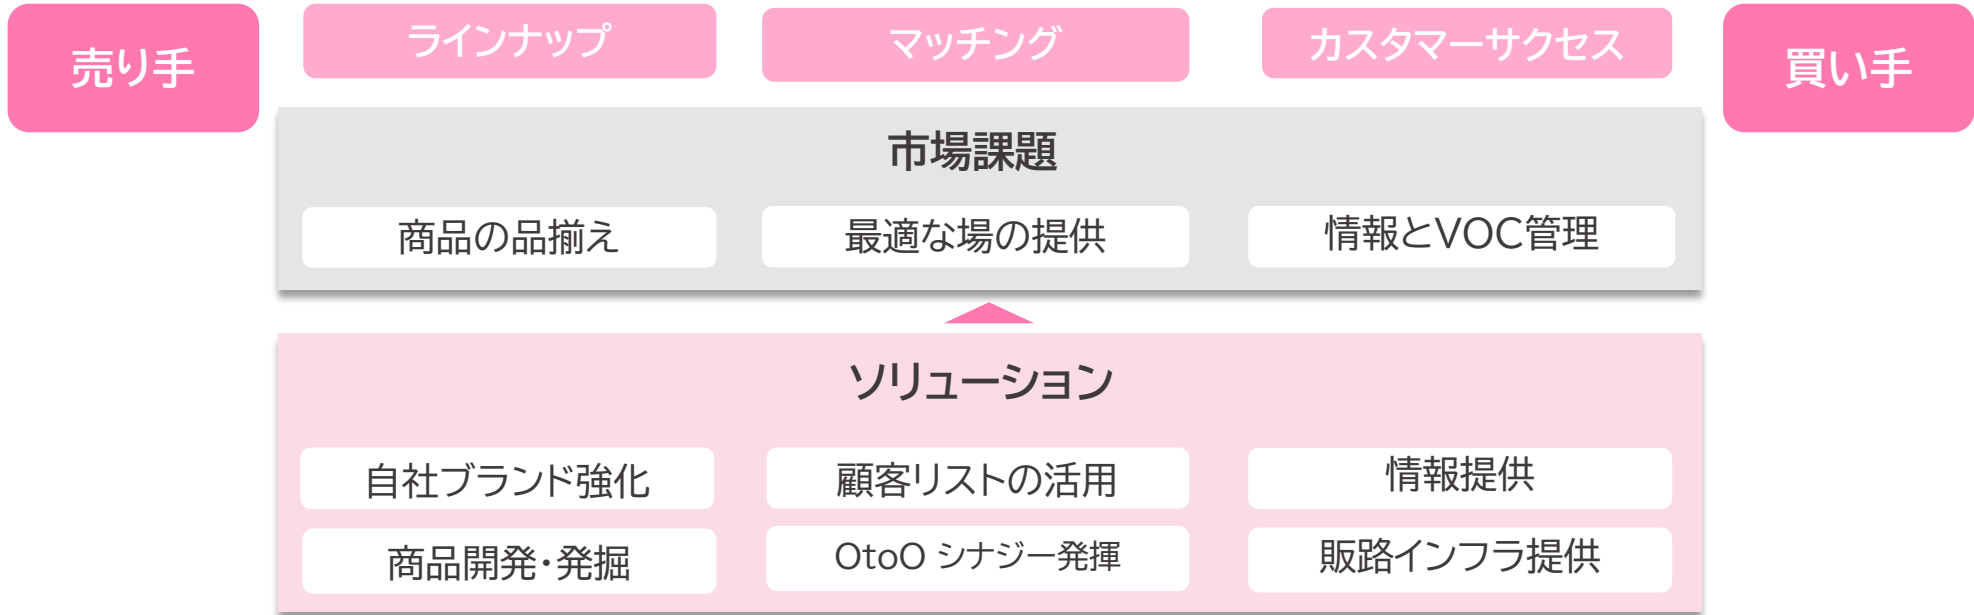 売り手
ラインナップ
マッチング
カスタマーサクセス
買い手
市場課題
商品の品揃え
最適な場の提供
情報とVOC管理
ソリューション
自社ブランド強化
顧客リストの活用
情報提供
商品開発・発掘
OtoO シナジー発揮
販路インフラ提供